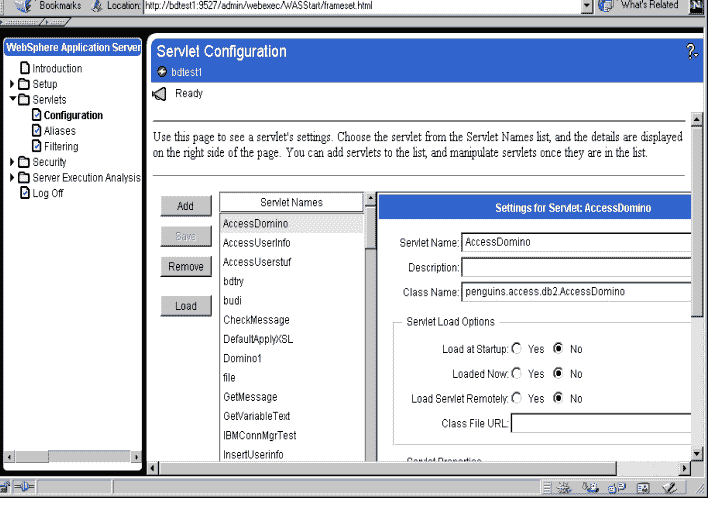 Bookmarks Location: http://bdtest1:9527/admin/webexec/WASStart/frameset.html What's Related
WebSphere Application Server
Introduction
Setup
Servlets
Configuration
Aliases
Filtering
Security
Server Execution Analysis
Log Off
Servlet Configuration
bdtest1
Ready
Use this page to see a servlet's settings. Choose the servlet from the Servlet Names list, and the details are displayed
on the right side of the page. You can add servlets to the list, and manipulate servlets once they are in the list.
Add
Save
Remove
Load
Servlet Names
AccessDomino
AccessUserInfo
AccessUserstuf
bdtry
budi
CheckMessage
DefaultApplyXSL
Domino1
file
GetMessage
GetVariableText
IBMConnMgrTest
InsertUserinfo
Settings for Servlet: AccessDomino
Servlet Name: AccessDomino
Description:
Class Name: penguins.access.db2.AccessDomino
Servlet Load Options
Load at Startup: Yes No
Loaded Now: Yes No
Load Servlet Remotely: Yes No
Class File URL:
Servlet Properties